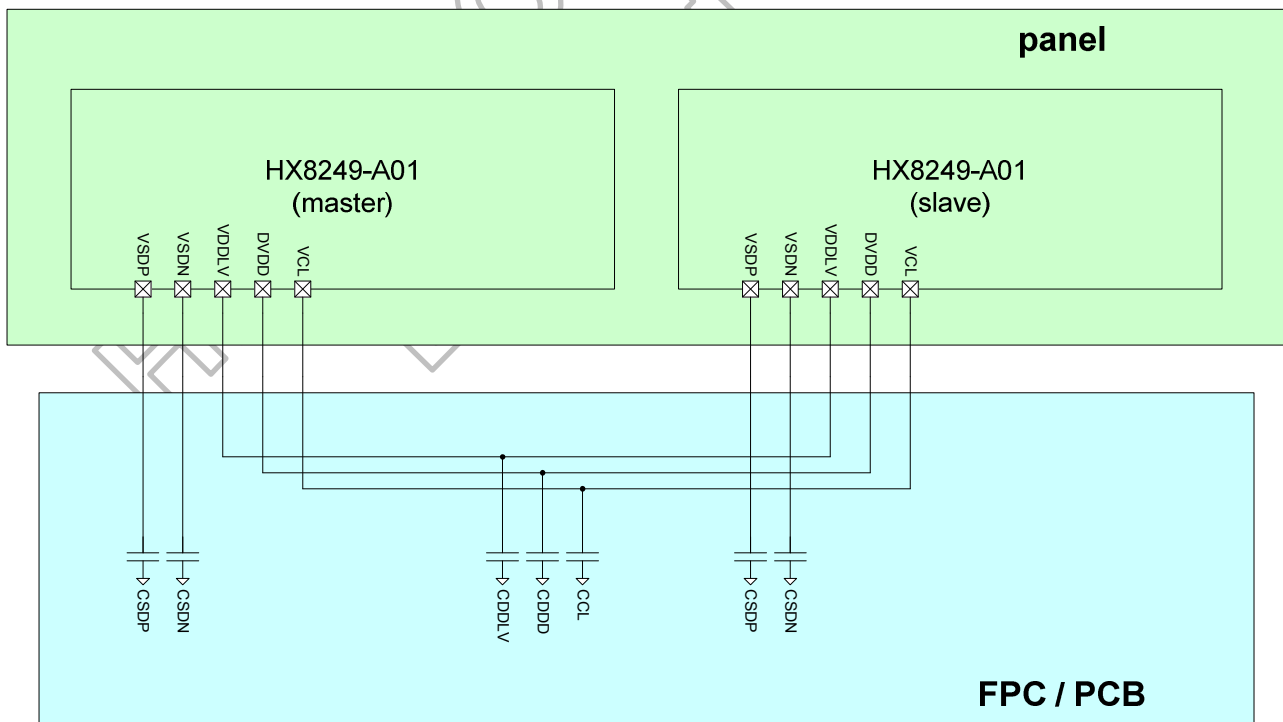 panel
HX8249-A01
(master)
HX8249-A01
(slave)
VSDP
VSDN
VDDLV
DVDD
VCL
VSDP
VSDN
VDDLV
DVDD
VCL
CSDP
CSDN
CDDLV
CDDD
CCL
CSDP
CSDN
FPC / PCB